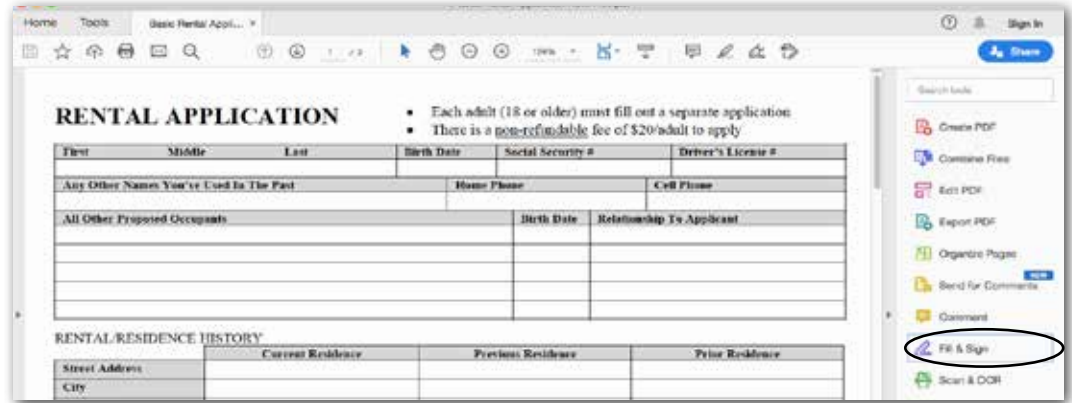 Home Tools Basic Rental Appl... ×
? Sign In
1 / 2
Share
Search tools
RENTAL APPLICATION
• Each adult (18 or older) must fill out a separate application
• There is a non-refundable fee of $20/adult to apply
First Middle Last Birth Date Social Security # Driver's License #
Any Other Names You've Used In The Past Home Phone Cell Phone
All Other Proposed Occupants Birth Date Relationship To Applicant
RENTAL/RESIDENCE HISTORY
Current Residence Previous Residence Prior Residence
Street Address
City
Create PDF
Combine Files
Edit PDF
Export PDF
Organize Pages
NEW
Send for Comments
Comment
Fill & Sign
Scan & OCR